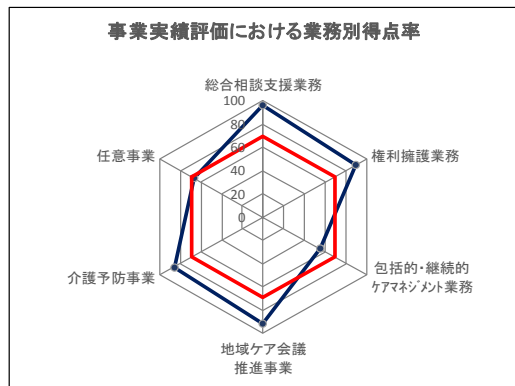 事業実績評価における業務別得点率
総合相談支援業務
100
80
60
40
20
0
権利擁護業務
包括的・継続的
ケアマネジメント業務
地域ケア会議
推進事業
介護予防事業
任意事業